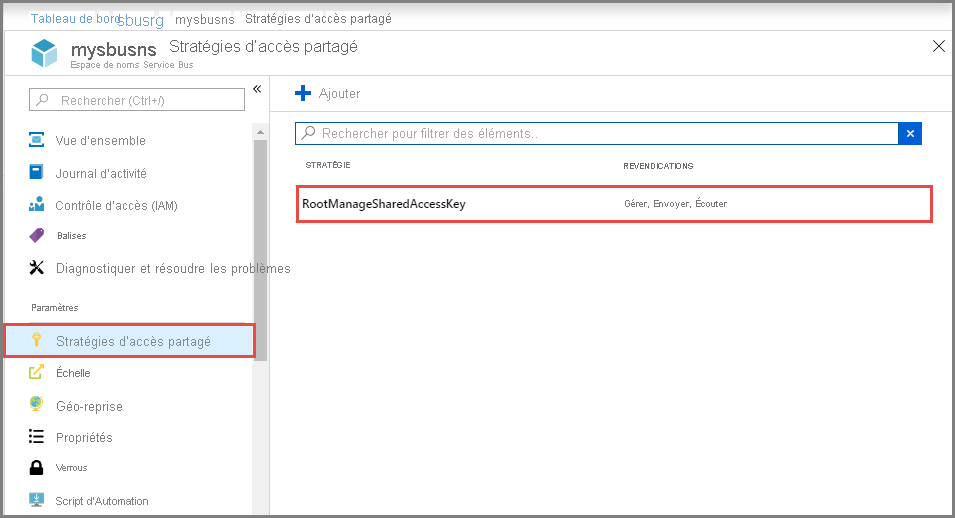 Tableau de bord sbusrg mysbusns Stratégies d'accès partagé
mysbusns Stratégies d'accès partagé
Espace de noms Service Bus
Rechercher (Ctrl+/)
«
Vue d'ensemble
Journal d'activité
Contrôle d'accès (IAM)
Balises
Diagnostiquer et résoudre les problèmes
Paramètres
Stratégies d'accès partagé
Échelle
Géo-reprise
Propriétés
Verrous
Script d'Automation
Ajouter
Rechercher pour filtrer des éléments..
STRATÉGIE REVENDICATIONS
RootManageSharedAccessKey Gérer, Envoyer, Écouter